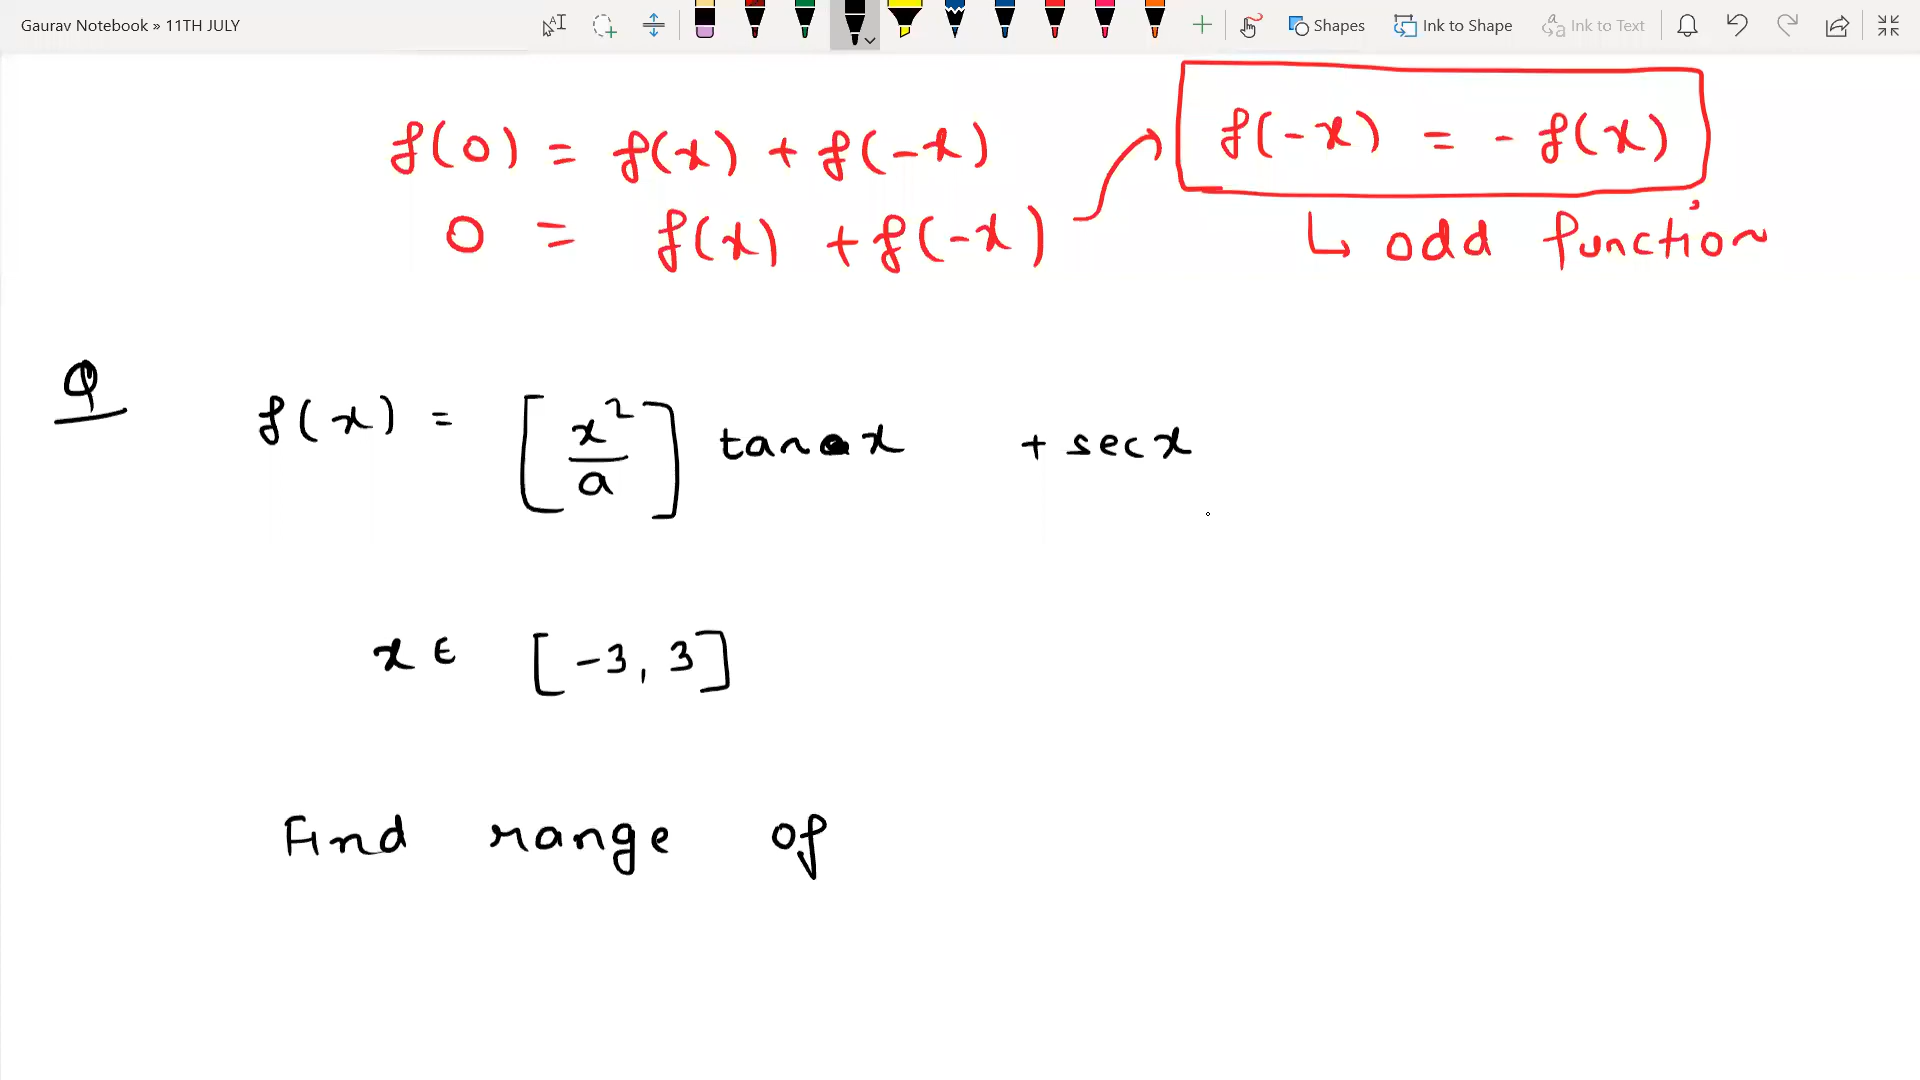 Gaurav Notebook » 11TH JULY Shapes Ink to Shape Ink to Text
f(0) = f(x) + f(-x)
0 = f(x) + f(-x)
f(-x) = - f(x)
↳ odd function
Q f(x) = [x²/a] tan x + sec x
x ∈ [-3, 3]
Find range of